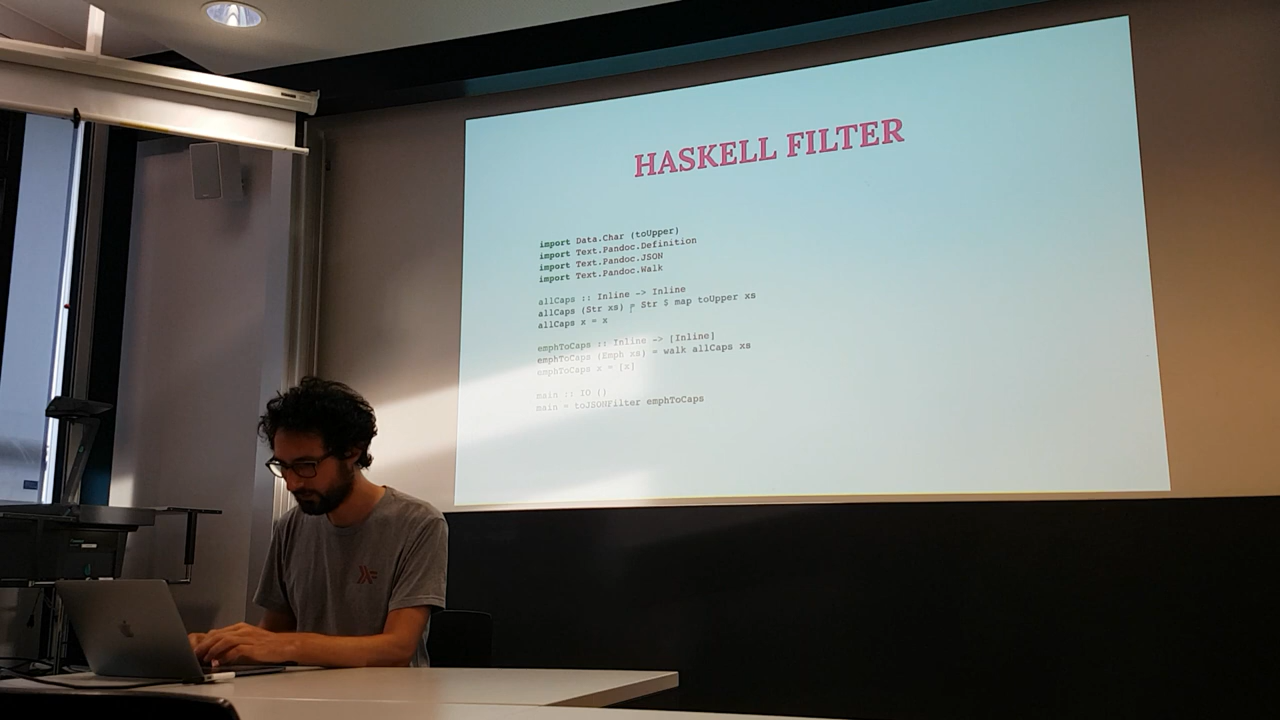 HASKELL FILTER
import Data.Char (toUpper)
import Text.Pandoc.Definition
import Text.Pandoc.JSON
import Text.Pandoc.Walk
allCaps :: Inline -> Inline
allCaps (Str xs) = Str $ map toUpper xs
allCaps x = x
emphToCaps :: Inline -> [Inline]
emphToCaps (Emph xs) = walk allCaps xs
emphToCaps x = [x]
main :: IO ()
main = toJSONFilter emphToCaps